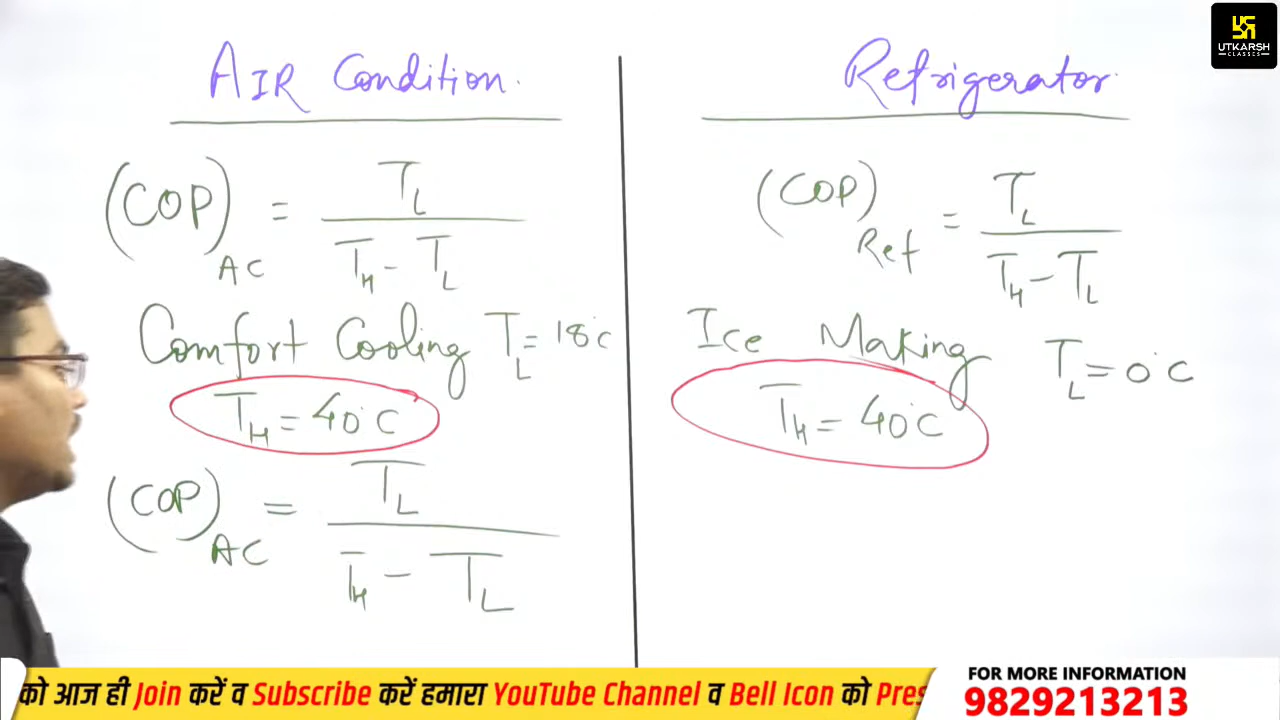 UTKARSH
CLASSES
AIR Condition.
(COP)AC = TL / TH - TL
Comfort Cooling TL = 18°C
TH = 40°C
(COP)AC = TL / TH - TL
Refrigerator
(COP)Ref = TL / TH - TL
Ice Making TL = 0°C
TH = 40°C
को आज ही Join करें व Subscribe करें हमारा YouTube Channel व Bell Icon को Pres
FOR MORE INFORMATION
9829213213